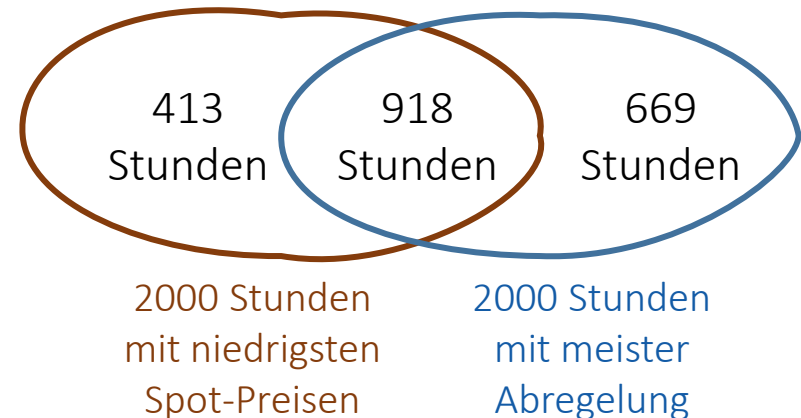 413
Stunden
918
Stunden
669
Stunden
2000 Stunden
mit niedrigsten
Spot-Preisen
2000 Stunden
mit meister
Abregelung